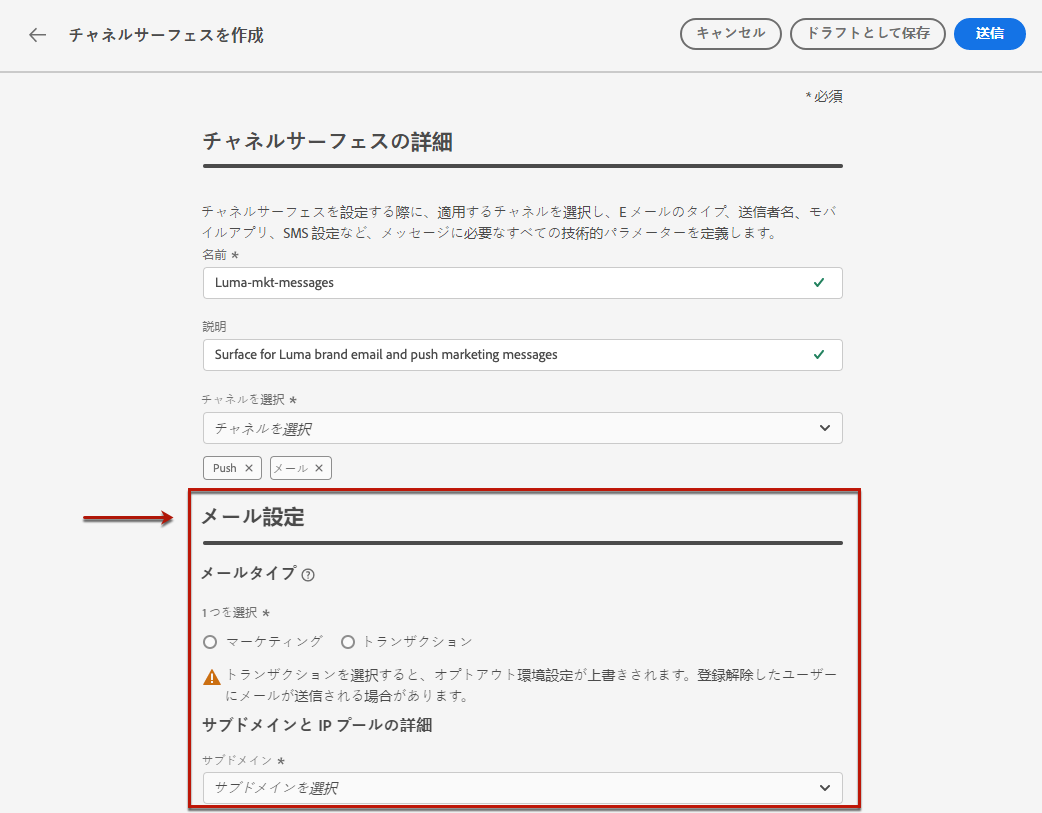 チャネルサーフェスを作成
キャンセル
ドラフトとして保存
送信
* 必須
チャネルサーフェスの詳細
チャネルサーフェスを設定する際に、適用するチャネルを選択し、E メールのタイプ、送信者名、モバ
イルアプリ、SMS 設定など、メッセージに必要なすべての技術的パラメーターを定義します。
名前 *
Luma-mkt-messages
説明
Surface for Luma brand email and push marketing messages
チャネルを選択 *
チャネルを選択
Push
メール
メール設定
メールタイプ
1 つを選択 *
マーケティング
トランザクション
トランザクションを選択すると、オプトアウト環境設定が上書きされます。登録解除したユーザー
にメールが送信される場合があります。
サブドメインと IP プールの詳細
サブドメイン *
サブドメインを選択